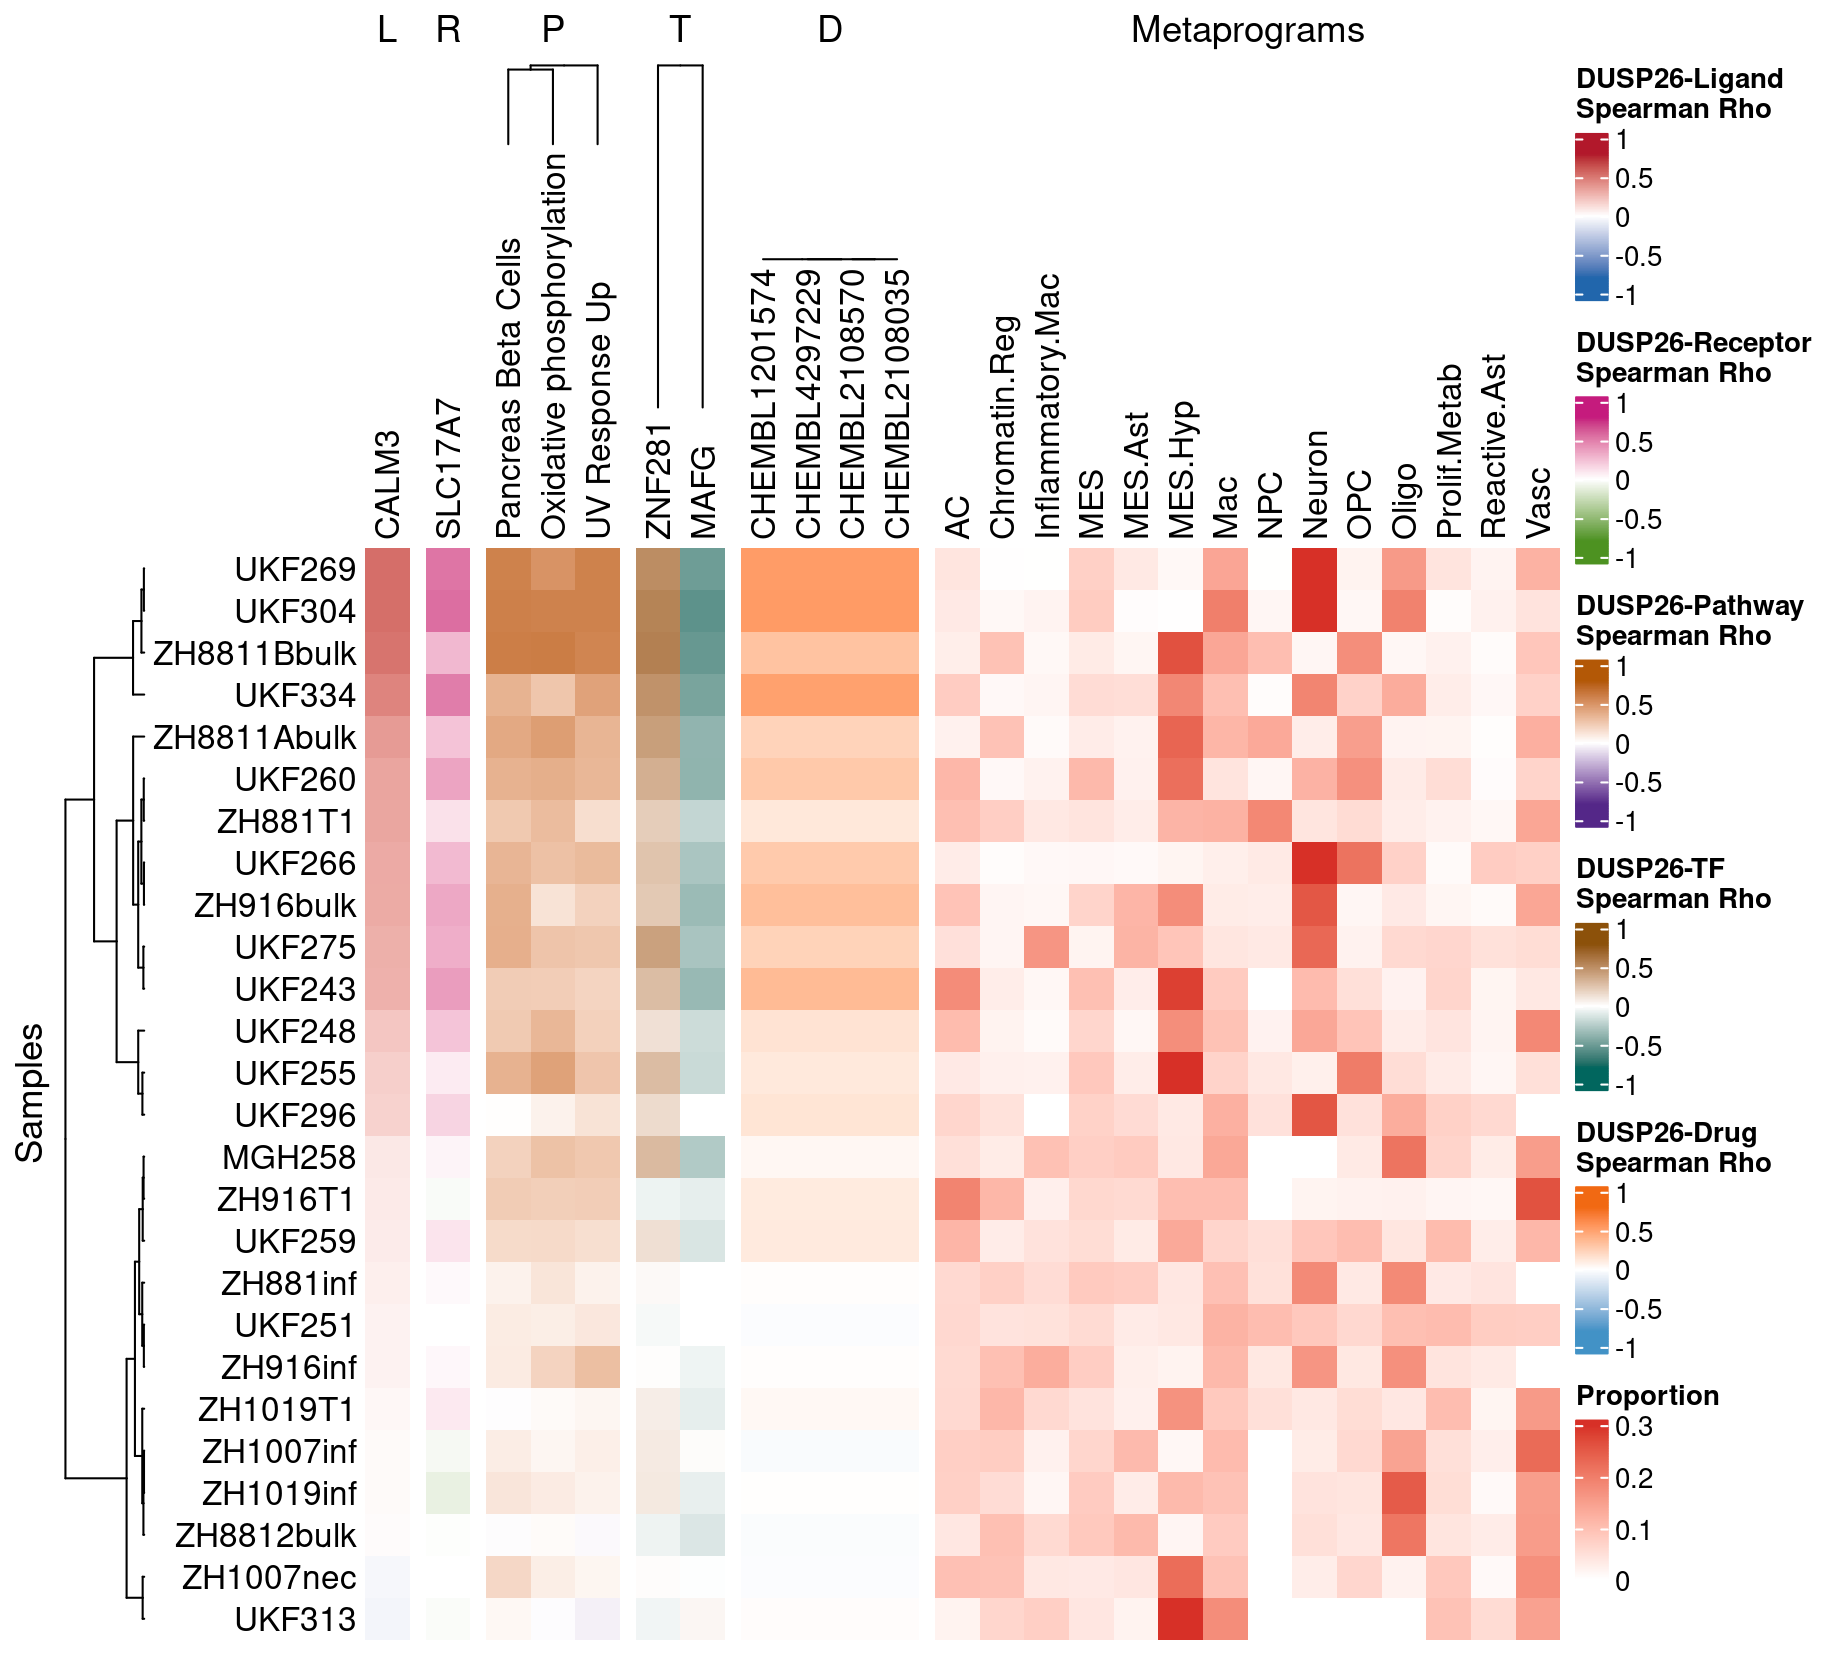 L R P T D Metaprograms
CALM3
SLC17A7
Pancreas Beta Cells
Oxidative phosphorylation
UV Response Up
ZNF281
MAFG
CHEMBL1201574
CHEMBL4297229
CHEMBL2108570
CHEMBL2108035
AC
Chromatin.Reg
Inflammatory.Mac
MES
MES.Ast
MES.Hyp
Mac
NPC
Neuron
OPC
Oligo
Prolif.Metab
Reactive.Ast
Vasc
Samples
UKF269
UKF304
ZH8811Bbulk
UKF334
ZH8811Abulk
UKF260
ZH881T1
UKF266
ZH916bulk
UKF275
UKF243
UKF248
UKF255
UKF296
MGH258
ZH916T1
UKF259
ZH881inf
UKF251
ZH916inf
ZH1019T1
ZH1007inf
ZH1019inf
ZH8812bulk
ZH1007nec
UKF313
DUSP26-Ligand
Spearman Rho
1
0.5
0
-0.5
-1
DUSP26-Receptor
Spearman Rho
1
0.5
0
-0.5
-1
DUSP26-Pathway
Spearman Rho
1
0.5
0
-0.5
-1
DUSP26-TF
Spearman Rho
1
0.5
0
-0.5
-1
DUSP26-Drug
Spearman Rho
1
0.5
0
-0.5
-1
Proportion
0.3
0.2
0.1
0